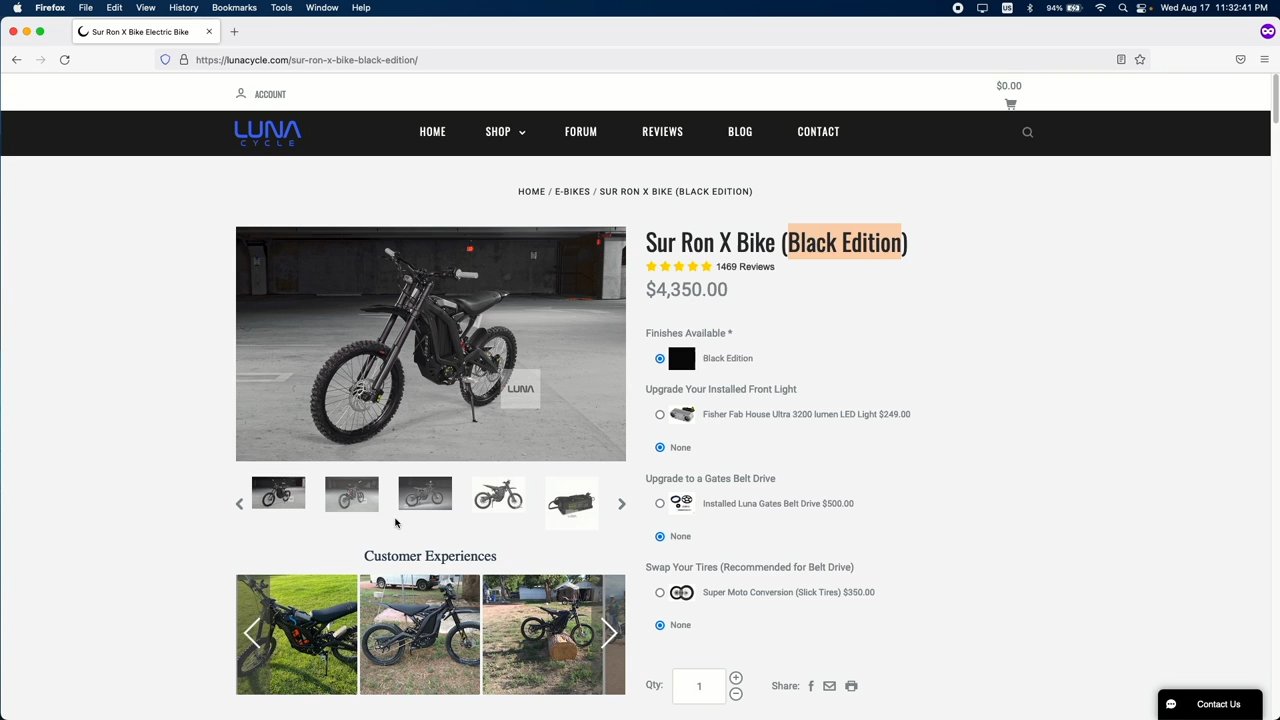 Firefox File Edit View History Bookmarks Tools Window Help
94% Wed Aug 17 11:32:41 PM
Sur Ron X Bike Electric Bike
https://lunacycle.com/sur-ron-x-bike-black-edition/
ACCOUNT
$0.00
LUNA
CYCLE
HOME SHOP FORUM REVIEWS BLOG CONTACT
HOME / E-BIKES / SUR RON X BIKE (BLACK EDITION)
LUNA
Sur Ron X Bike (Black Edition)
1469 Reviews
$4,350.00
Finishes Available *
Black Edition
Upgrade Your Installed Front Light
Fisher Fab House Ultra 3200 lumen LED Light $249.00
None
Upgrade to a Gates Belt Drive
Installed Luna Gates Belt Drive $500.00
None
Swap Your Tires (Recommended for Belt Drive)
Super Moto Conversion (Slick Tires) $350.00
None
Customer Experiences
Qty: 1
Share:
Contact Us